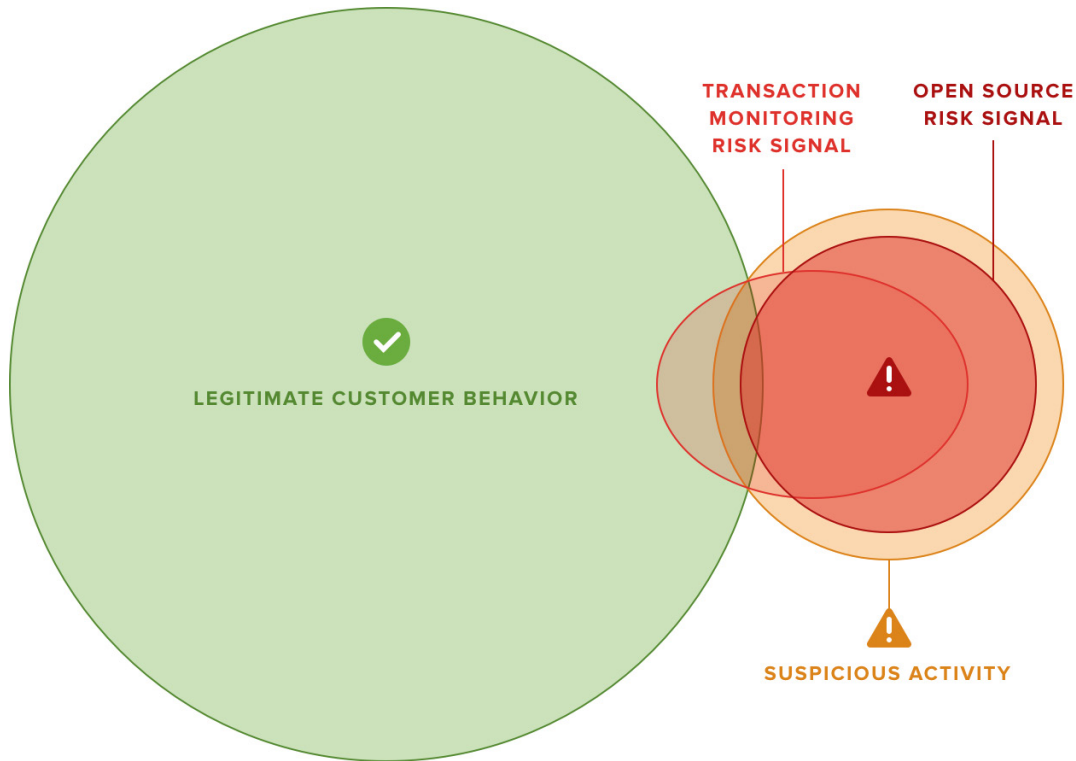 TRANSACTION
MONITORING
RISK SIGNAL
OPEN SOURCE
RISK SIGNAL
LEGITIMATE CUSTOMER BEHAVIOR
SUSPICIOUS ACTIVITY